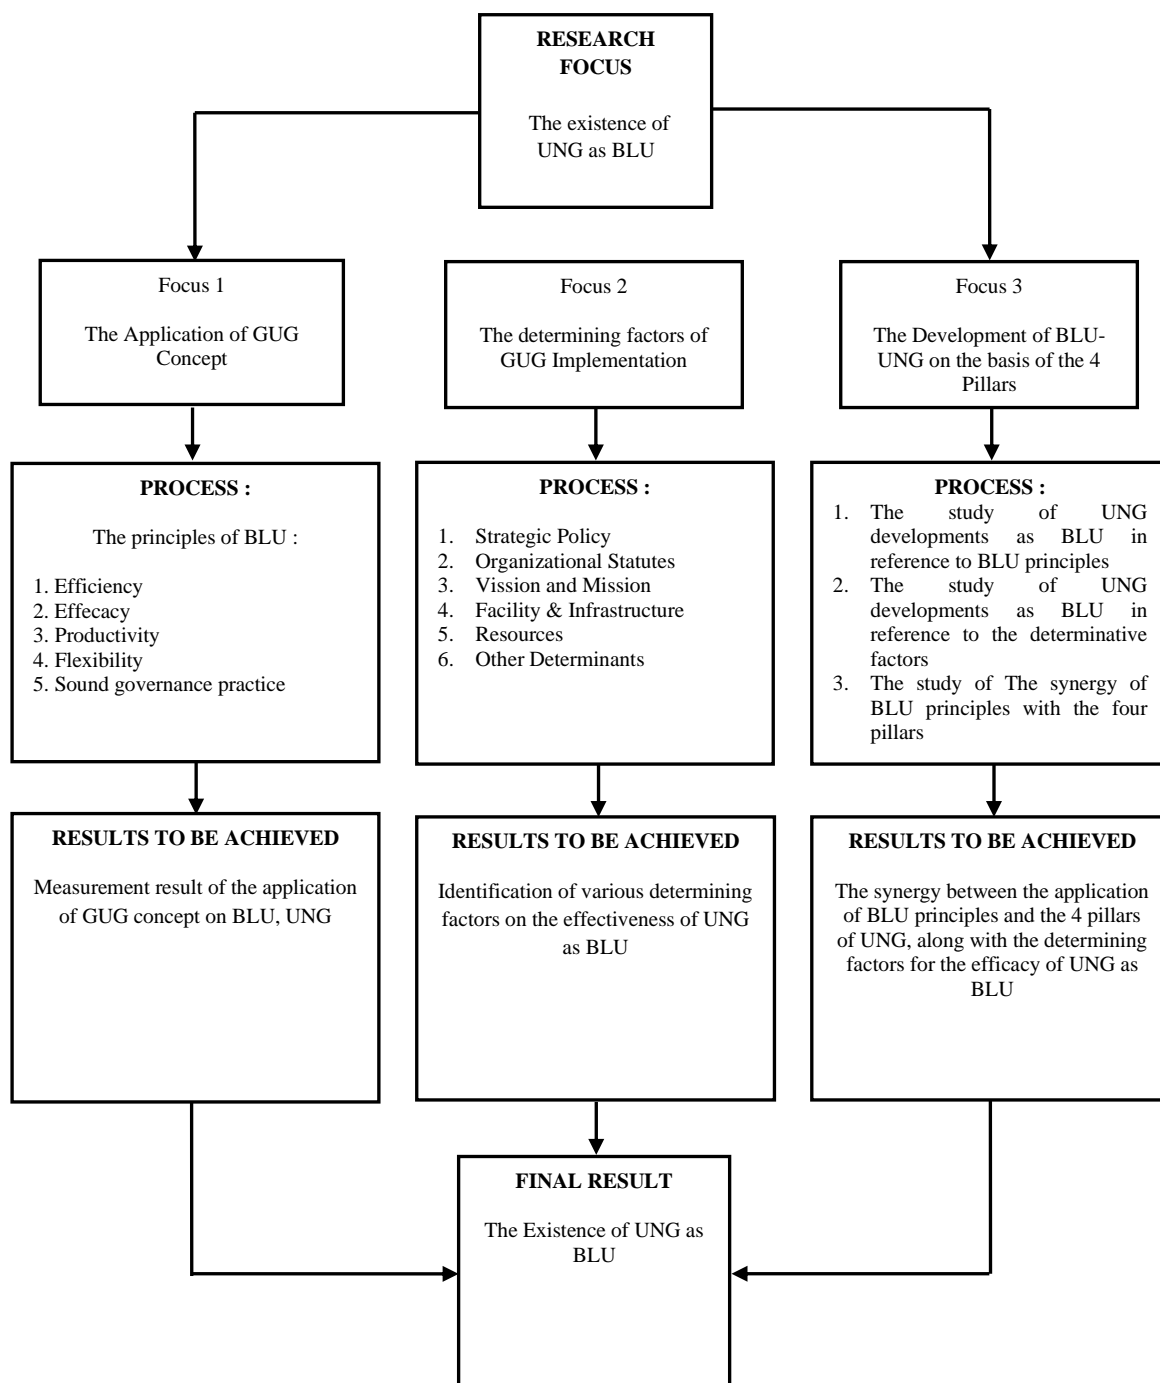 RESEARCH
FOCUS
The existence of
UNG as BLU
Focus 1
The Application of GUG
Concept
Focus 2
The determining factors of
GUG Implementation
Focus 3
The Development of BLU-
UNG on the basis of the 4
Pillars
PROCESS :
The principles of BLU :
1. Efficiency
2. Effecacy
3. Productivity
4. Flexibility
5. Sound governance practice
PROCESS :
1. Strategic Policy
2. Organizational Statutes
3. Vission and Mission
4. Facility & Infrastructure
5. Resources
6. Other Determinants
PROCESS :
1. The study of UNG
developments as BLU in
reference to BLU principles
2. The study of UNG
developments as BLU in
reference to the determinative
factors
3. The study of The synergy of
BLU principles with the four
pillars
RESULTS TO BE ACHIEVED
Measurement result of the application
of GUG concept on BLU, UNG
RESULTS TO BE ACHIEVED
Identification of various determining
factors on the effectiveness of UNG
as BLU
RESULTS TO BE ACHIEVED
The synergy between the application
of BLU principles and the 4 pillars
of UNG, along with the determining
factors for the efficacy of UNG as
BLU
FINAL RESULT
The Existence of UNG as
BLU